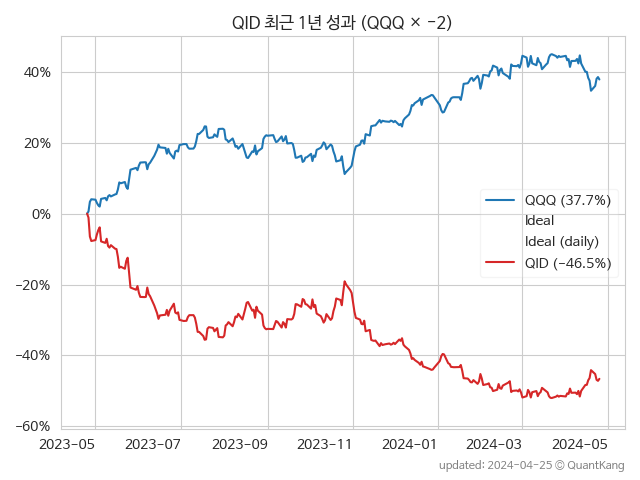 QID 최근 1년 성과 (QQQ × −2)
40%
20%
0%
−20%
−40%
−60%
QQQ (37.7%)
Ideal
Ideal (daily)
QID (−46.5%)
2023−05 2023−07 2023−09 2023−11 2024−01 2024−03 2024−05
updated: 2024−04−25 © QuantKang